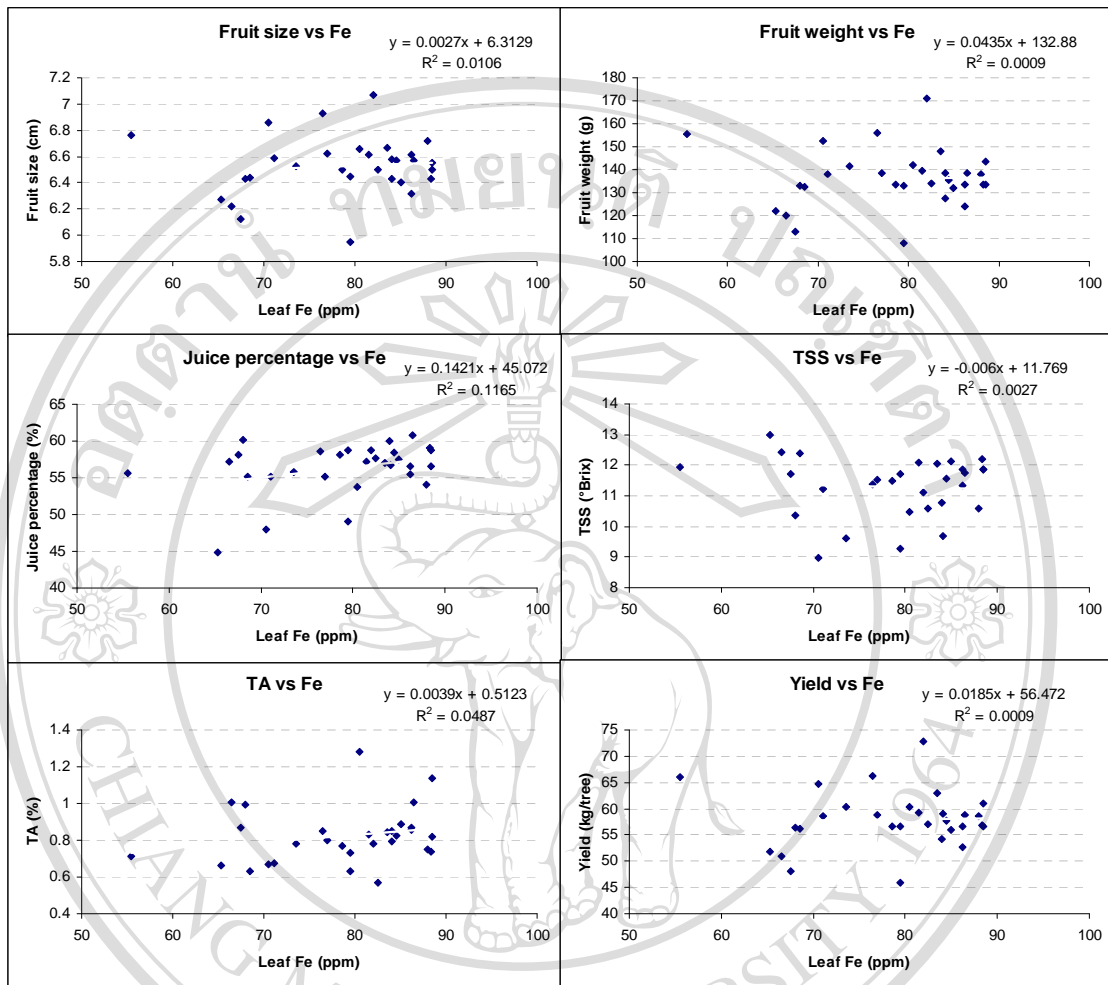 Fruit size vs Fe
y = 0.0027x + 6.3129
R² = 0.0106
7.2
7
6.8
6.6
6.4
6.2
6
5.8
50 60 70 80 90 100
Fruit size (cm)
Leaf Fe (ppm)
Fruit weight vs Fe
y = 0.0435x + 132.88
R² = 0.0009
180
170
160
150
140
130
120
110
100
50 60 70 80 90 100
Fruit weight (g)
Leaf Fe (ppm)
Juice percentage vs Fe
y = 0.1421x + 45.072
R² = 0.1165
65
60
55
50
45
40
50 60 70 80 90 100
Juice percentage (%)
Leaf Fe (ppm)
TSS vs Fe
y = -0.006x + 11.769
R² = 0.0027
14
13
12
11
10
9
8
50 60 70 80 90 100
TSS (°Brix)
Leaf Fe (ppm)
TA vs Fe
y = 0.0039x + 0.5123
R² = 0.0487
1.4
1.2
1
0.8
0.6
0.4
50 60 70 80 90 100
TA (%)
Leaf Fe (ppm)
Yield vs Fe
y = 0.0185x + 56.472
R² = 0.0009
75
70
65
60
55
50
45
40
50 60 70 80 90 100
Yield (kg/tree)
Leaf Fe (ppm)
CHIANG
1964